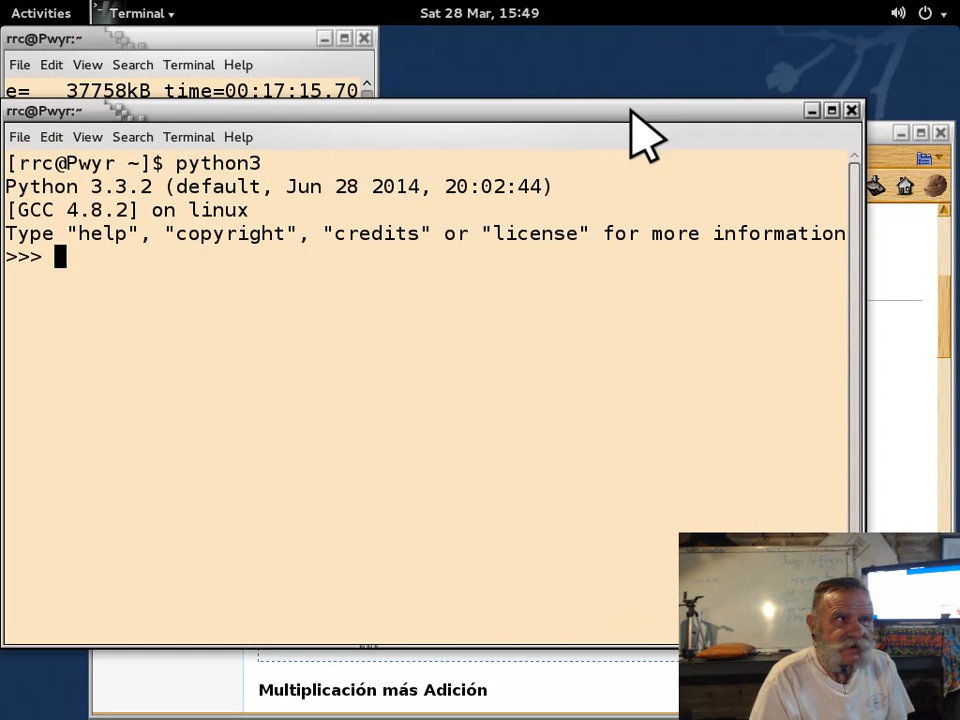 Activities Terminal Sat 28 Mar, 15:49
rrc@Pwyr:~
File Edit View Search Terminal Help
e= 37758kB time=00:17:15.70
rrc@Pwyr:~
File Edit View Search Terminal Help
[rrc@Pwyr ~]$ python3
Python 3.3.2 (default, Jun 28 2014, 20:02:44)
[GCC 4.8.2] on linux
Type "help", "copyright", "credits" or "license" for more information
>>>
Multiplicación más Adición